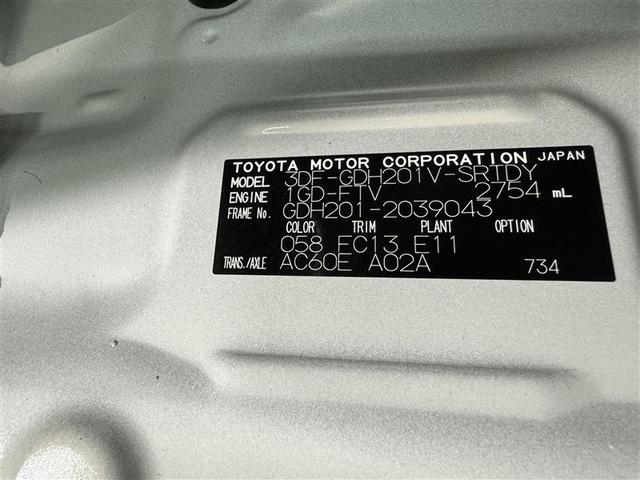 TOYOTA MOTOR CORPORATION JAPAN
MODEL 3DF-GDH201V-SRTDY
ENGINE 1GD-FTV 2754 mL
FRAME No. GDH201-2039043
COLOR TRIM PLANT OPTION
058 FC13 E11
TRANS./AXLE AC60E A02A 734